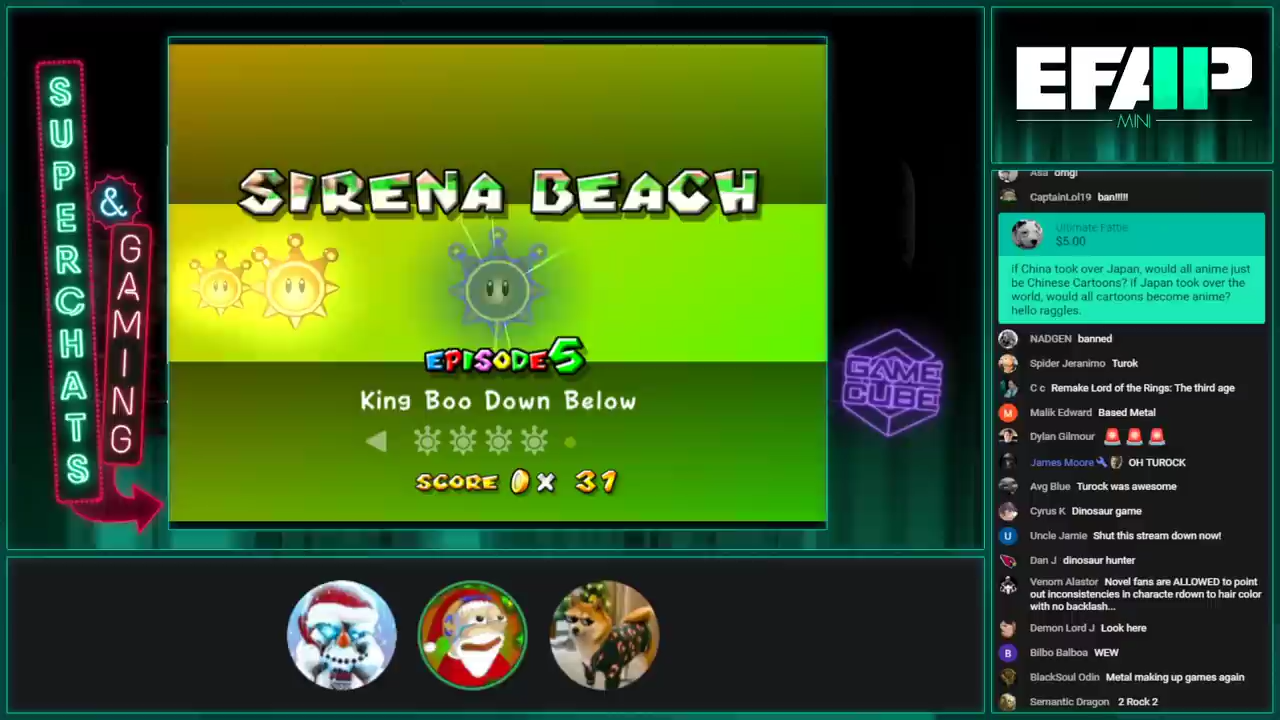 SUPERCHATS
&
GAMING
SIRENA BEACH
EPISODE 5
King Boo Down Below
SCORE 0 × 31
GAME
CUBE
EFAP
MINI
Asa omg!
CaptainLol19 ban!!!!!
Ultimate Fattie
$5.00
if China took over Japan, would all anime just
be Chinese Cartoons? if Japan took over the
world, would all cartoons become anime?
hello raggles.
NADGEN banned
Spider Jeranimo Turok
C c Remake Lord of the Rings: The third age
M Malik Edward Based Metal
Dylan Gilmour 🚨 🚨 🚨
James Moore OH TUROCK
Avg Blue Turock was awesome
Cyrus K Dinosaur game
U Uncle Jamie Shut this stream down now!
Dan J dinosaur hunter
Venom Alastor Novel fans are ALLOWED to point
out inconsistencies in characte rdown to hair color
with no backlash...
Demon Lord J Look here
B Bilbo Balboa WEW
BlackSoul Odin Metal making up games again
Semantic Dragon 2 Rock 2